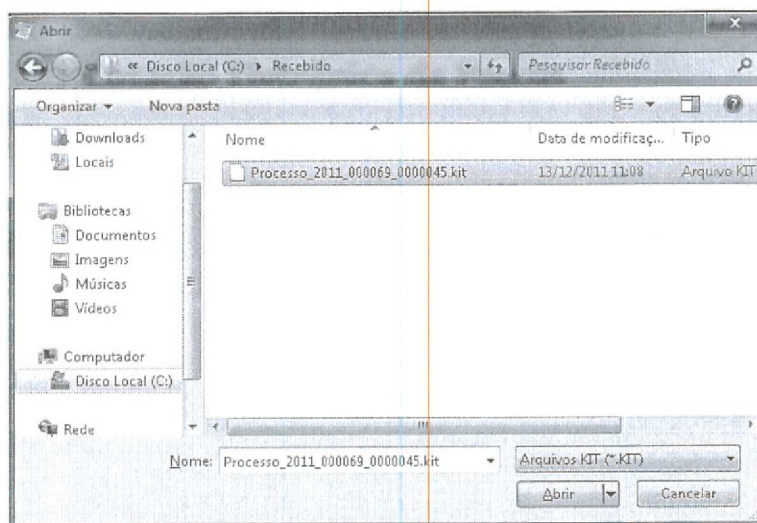 Abrir
« Disco Local (C:) ▸ Recebido
Pesquisar Recebido
Organizar ▾ Nova pasta
Downloads
Locais
Bibliotecas
Documentos
Imagens
Músicas
Vídeos
Computador
Disco Local (C:)
Rede
Nome Data de modificaç... Tipo
Processo_2011_000069_0000045.kit 13/12/2011 11:08 Arquivo KIT
Nome: Processo_2011_000069_0000045.kit Arquivos KIT (*.KIT)
Abrir Cancelar